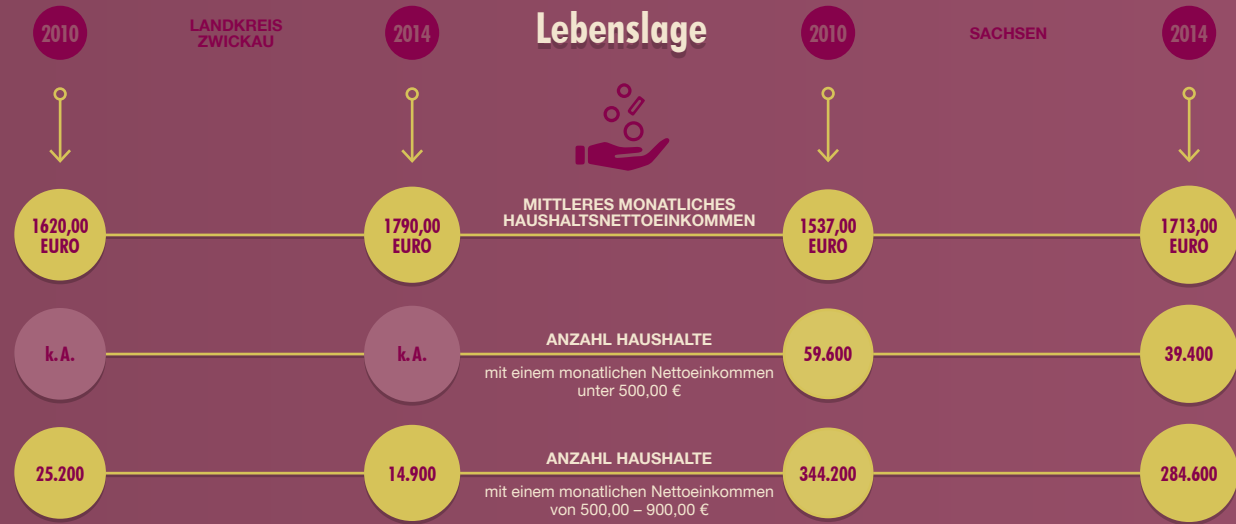 2010
LANDKREIS
ZWICKAU
2014
Lebenslage
2010
SACHSEN
2014
1620,00
EURO
1790,00
EURO
MITTLERES MONATLICHES
HAUSHALTSNETTOEINKOMMEN
1537,00
EURO
1713,00
EURO
k. A.
k. A.
ANZAHL HAUSHALTE
mit einem monatlichen Nettoeinkommen
unter 500,00 €
59.600
39.400
25.200
14.900
ANZAHL HAUSHALTE
mit einem monatlichen Nettoeinkommen
von 500,00 – 900,00 €
344.200
284.600